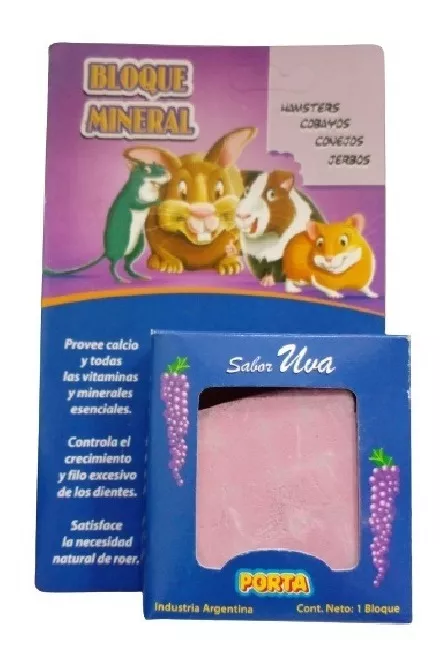 BLOQUE
MINERAL
HAMSTERS
COBAYOS
CONEJOS
JERBOS
Provee calcio
y todas
las vitaminas
y minerales
esenciales.
Controla el
crecimiento
y filo excesivo
de los dientes.
Satisface
la necesidad
natural de roer.
Sabor Uva
PORTA
Industria Argentina
Cont. Neto: 1 Bloque